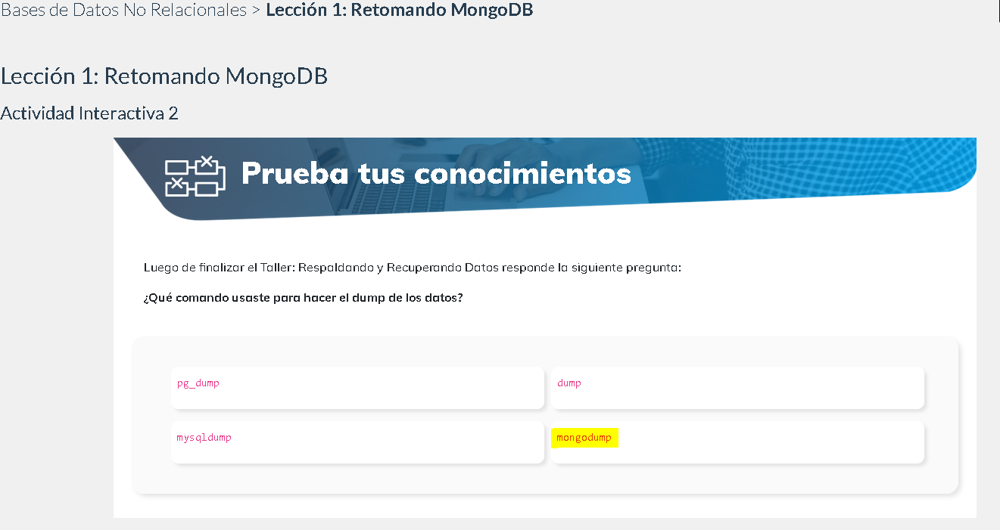 Bases de Datos No Relacionales > Lección 1: Retomando MongoDB
Lección 1: Retomando MongoDB
Actividad Interactiva 2
Prueba tus conocimientos
Luego de finalizar el Taller: Respaldando y Recuperando Datos responde la siguiente pregunta:
¿Qué comando usaste para hacer el dump de los datos?
pg_dump
dump
mysqldump
mongodump